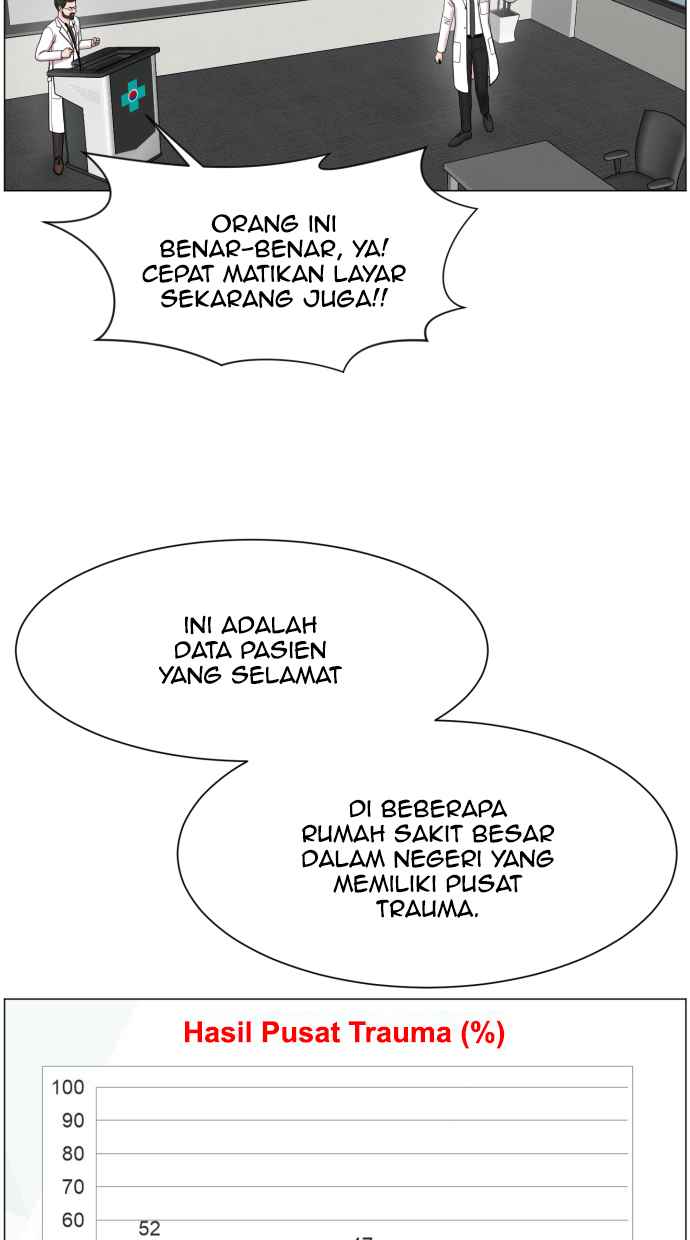 ORANG INI
BENAR-BENAR, YA!
CEPAT MATIKAN LAYAR
SEKARANG JUGA!!
INI ADALAH
DATA PASIEN
YANG SELAMAT
DI BEBERAPA
RUMAH SAKIT BESAR
DALAM NEGERI YANG
MEMILIKI PUSAT
TRAUMA.
Hasil Pusat Trauma (%)
100
90
80
70
60
52